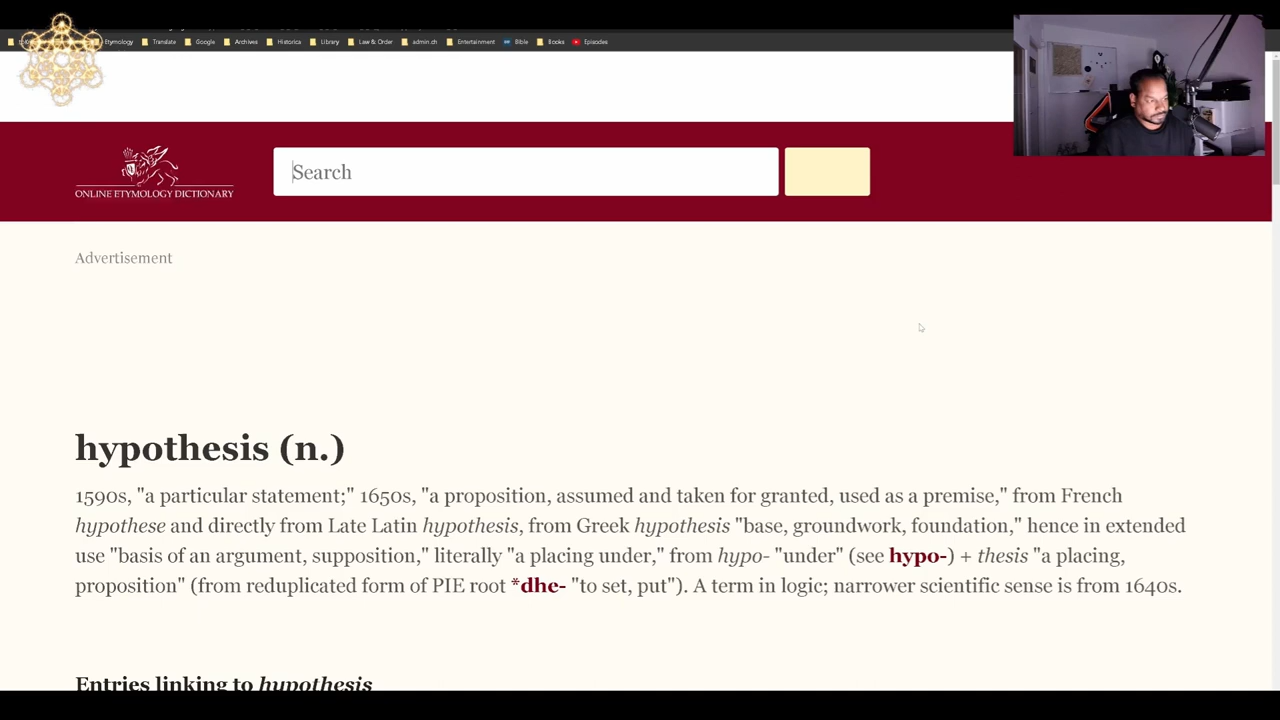 Etymology Translate Google Archives Historica Library Law & Order admin.ch Entertainment Bible Books Episodes
Search
ONLINE ETYMOLOGY DICTIONARY
Advertisement
hypothesis (n.)
1590s, "a particular statement;" 1650s, "a proposition, assumed and taken for granted, used as a premise," from French
hypothese and directly from Late Latin hypothesis, from Greek hypothesis "base, groundwork, foundation," hence in extended
use "basis of an argument, supposition," literally "a placing under," from hypo- "under" (see hypo-) + thesis "a placing,
proposition" (from reduplicated form of PIE root *dhe- "to set, put"). A term in logic; narrower scientific sense is from 1640s.
Entries linking to hypothesis